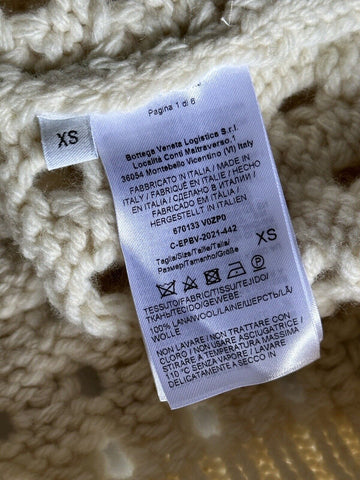 Pagina 1 di 6
XS
Bottega Veneta Logistica S.r.l.
Località Conti Maltraverso,1
36054 Montebello Vicentino (VI) ITALY
FABBRICATO IN ITALIA / MADE IN
ITALY / FABRIQUÉ EN ITALIE / HECHO
EN ITALIA / СДЕЛАНО В ИТАЛИИ /
FABRICADO EM ITÁLIA /
HERGESTELLT IN ITALIEN
670133 V0ZP0
C-EPBV-2021-442
Taglia/Size/Taille/Talla/
Размер/Tamanho/Größe
XS
TESSUTO/FABRIC/TISSU/TEJIDO/
ТКАНЬ/TECIDO/GEWEBE:
100% LANA/WOOL/LAINE/ШЕРСТЬ/LÃ/
WOLLE
NON LAVARE / NON TRATTARE CON
CLORO / NON USARE ASCIUGATRICE /
STIRARE A TEMPERATURA MASSIMA
110 °C SENZA VAPORE / LAVARE
DELICATAMENTE A SECCO IN